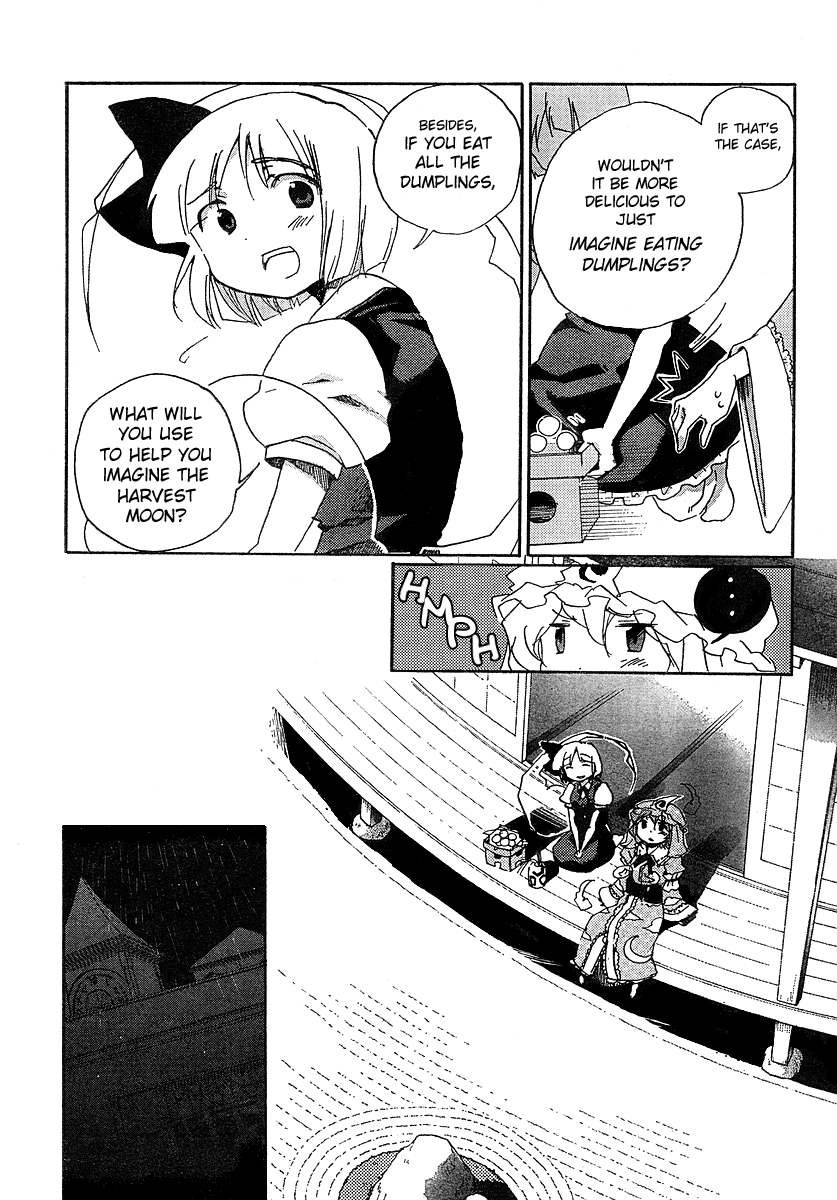 IF THAT'S
THE CASE,
WOULDN'T
IT BE MORE
DELICIOUS TO
JUST
IMAGINE EATING
DUMPLINGS?
BESIDES,
IF YOU EAT
ALL THE
DUMPLINGS,
WHAT WILL
YOU USE
TO HELP YOU
IMAGINE THE
HARVEST
MOON?
...
HMPH